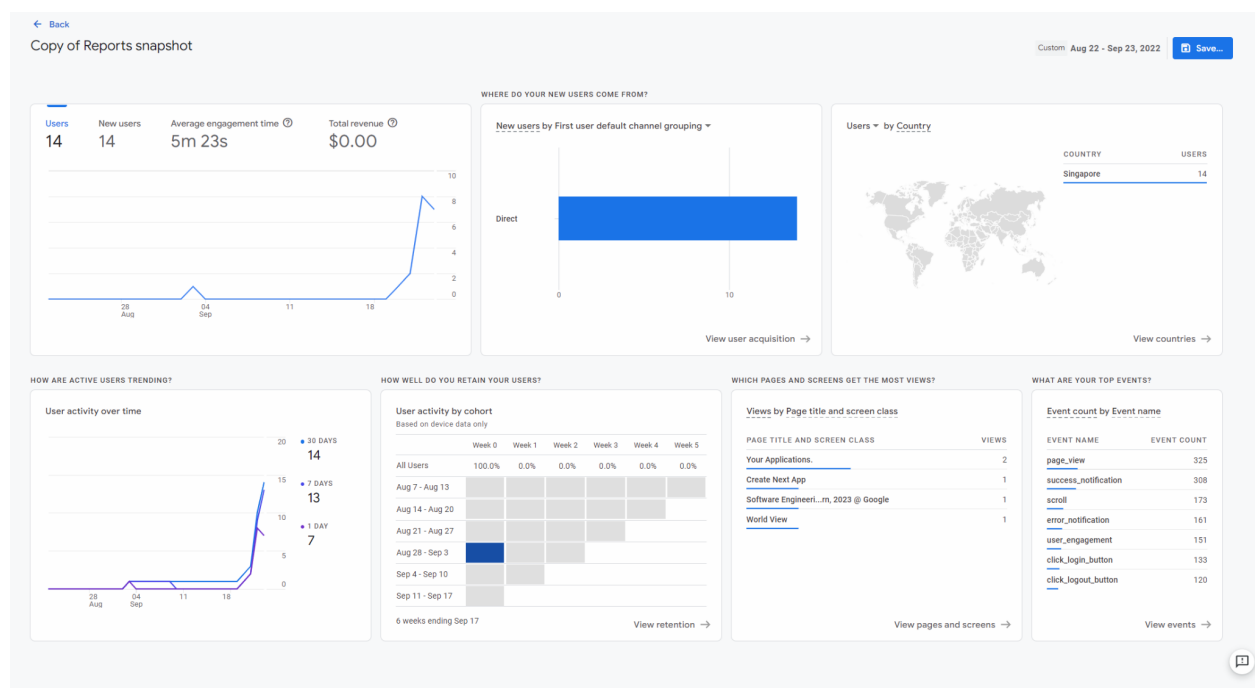 ← Back
Copy of Reports snapshot
Custom Aug 22 - Sep 23, 2022 Save...
Users
14
New users
14
Average engagement time
5m 23s
Total revenue
$0.00
10
8
6
4
2
0
28 Aug
04 Sep
11
18
WHERE DO YOUR NEW USERS COME FROM?
New users by First user default channel grouping
Direct
0
10
View user acquisition →
Users by Country
COUNTRY USERS
Singapore 14
View countries →
HOW ARE ACTIVE USERS TRENDING?
User activity over time
20
15
10
5
0
28 Aug
04 Sep
11
18
30 DAYS
14
7 DAYS
13
1 DAY
7
HOW WELL DO YOU RETAIN YOUR USERS?
User activity by cohort
Based on device data only
Week 0 Week 1 Week 2 Week 3 Week 4 Week 5
All Users 100.0% 0.0% 0.0% 0.0% 0.0% 0.0%
Aug 7 - Aug 13
Aug 14 - Aug 20
Aug 21 - Aug 27
Aug 28 - Sep 3
Sep 4 - Sep 10
Sep 11 - Sep 17
6 weeks ending Sep 17
View retention →
WHICH PAGES AND SCREENS GET THE MOST VIEWS?
Views by Page title and screen class
PAGE TITLE AND SCREEN CLASS VIEWS
Your Applications. 2
Create Next App 1
Software Engineeri...rn, 2023 @ Google 1
World View 1
View pages and screens →
WHAT ARE YOUR TOP EVENTS?
Event count by Event name
EVENT NAME EVENT COUNT
page_view 325
success_notification 308
scroll 173
error_notification 161
user_engagement 151
click_login_button 133
click_logout_button 120
View events →